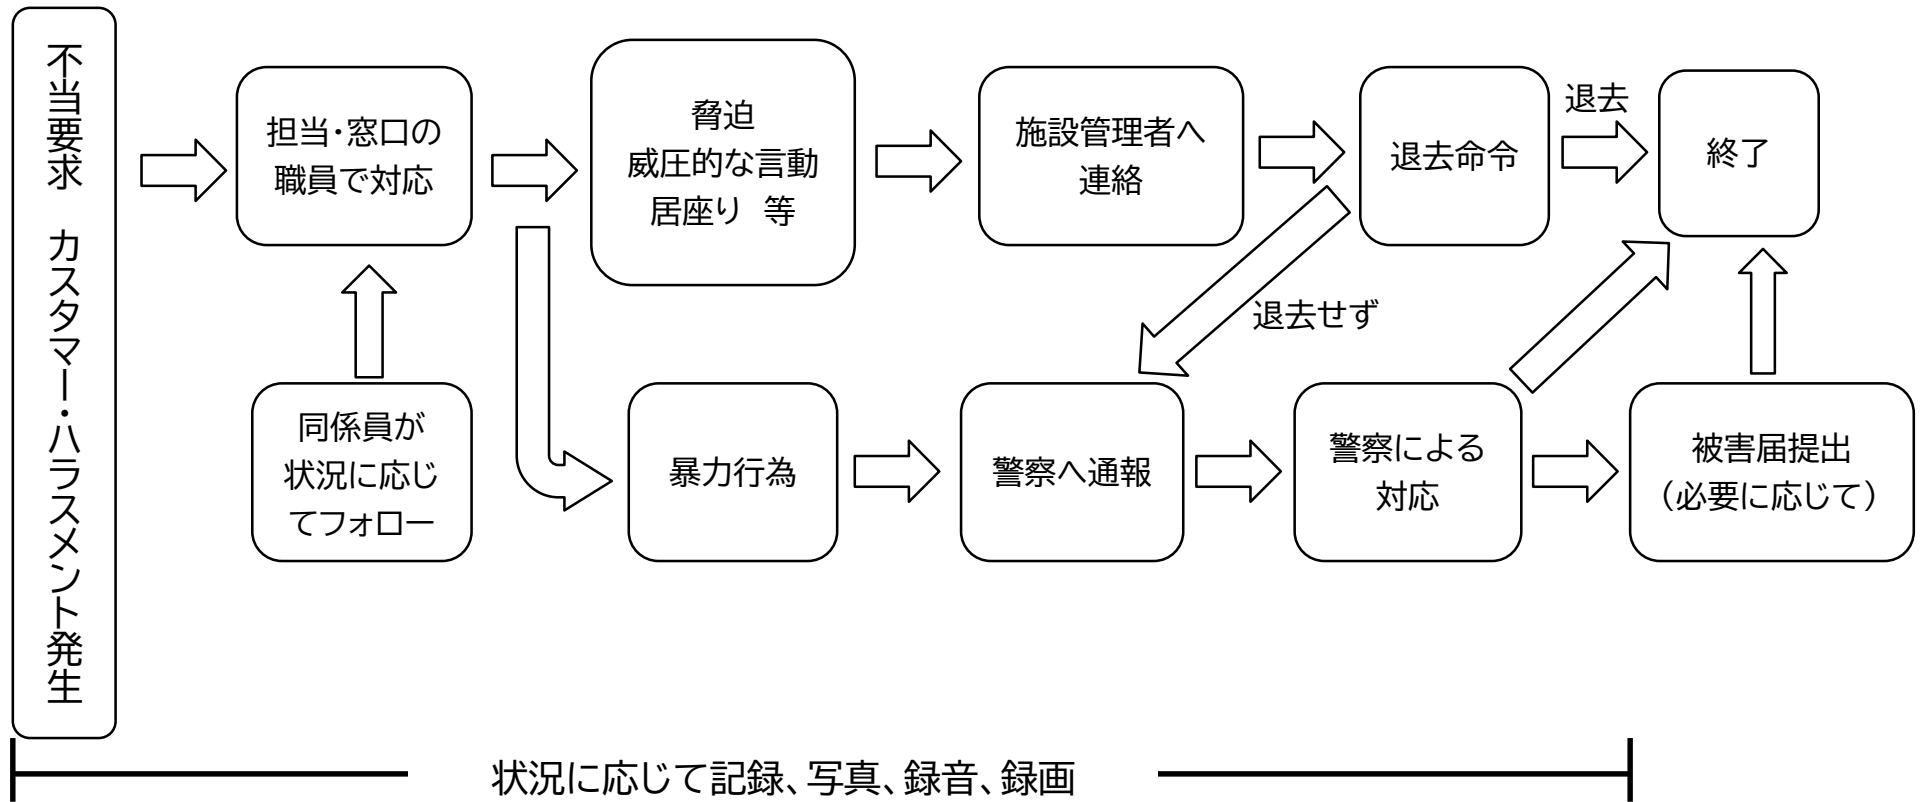 不当要求　カスタマー・ハラスメント発生
担当・窓口の
職員で対応
脅迫
威圧的な言動
居座り　等
施設管理者へ
連絡
退去命令
退去
終了
退去せず
同係員が
状況に応じ
てフォロー
暴力行為
警察へ通報
警察による
対応
被害届提出
（必要に応じて）
状況に応じて記録、写真、録音、録画